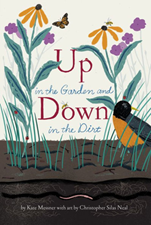 Up
in the Garden and
Down
in the Dirt
by Kate Messner with art by Christopher Silas Neal